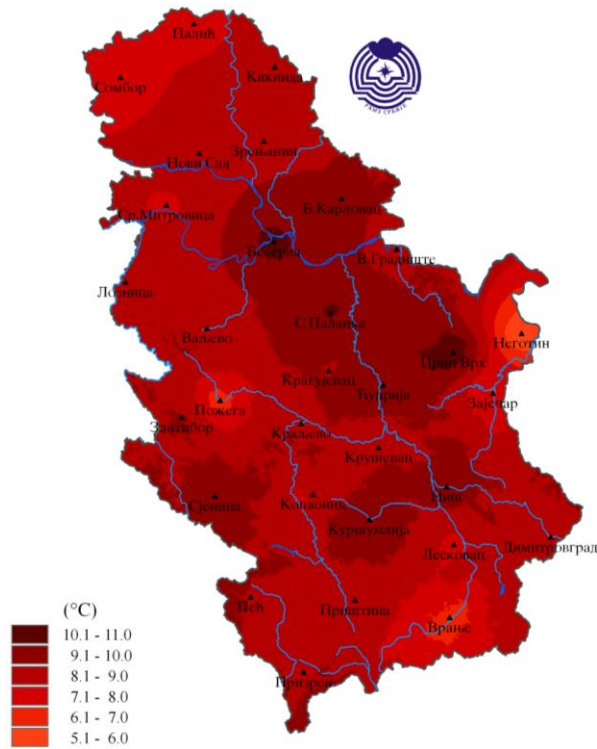 Палић
Кикинда
Сомбор
РХМЗ СРБИЈЕ
Зрењанин
Нови Сад
Б.Карловац
Ср.Митровица
Београд
В.Градиште
Лозница
С.Паланка
Ваљево
Неготин
Црни Врх
Крагујевац
Ћуприја
Пожега
Зајечар
Златибор
Краљево
Крушевац
Ниш
Сјеница
Копаоник
Куршумлија
Лесковац
Димитровград
Пећ
Приштина
Врање
Призрен
(°C)
10.1 - 11.0
9.1 - 10.0
8.1 - 9.0
7.1 - 8.0
6.1 - 7.0
5.1 - 6.0